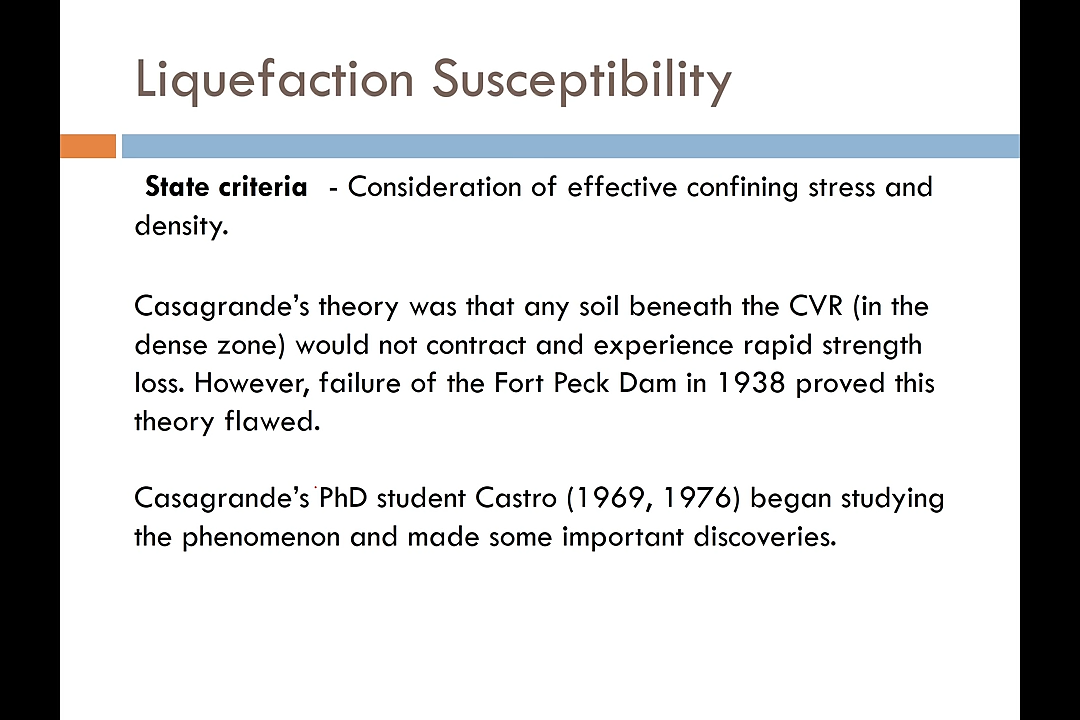 Liquefaction Susceptibility
State criteria - Consideration of effective confining stress and
density.
Casagrande’s theory was that any soil beneath the CVR (in the
dense zone) would not contract and experience rapid strength
loss. However, failure of the Fort Peck Dam in 1938 proved this
theory flawed.
Casagrande’s PhD student Castro (1969, 1976) began studying
the phenomenon and made some important discoveries.